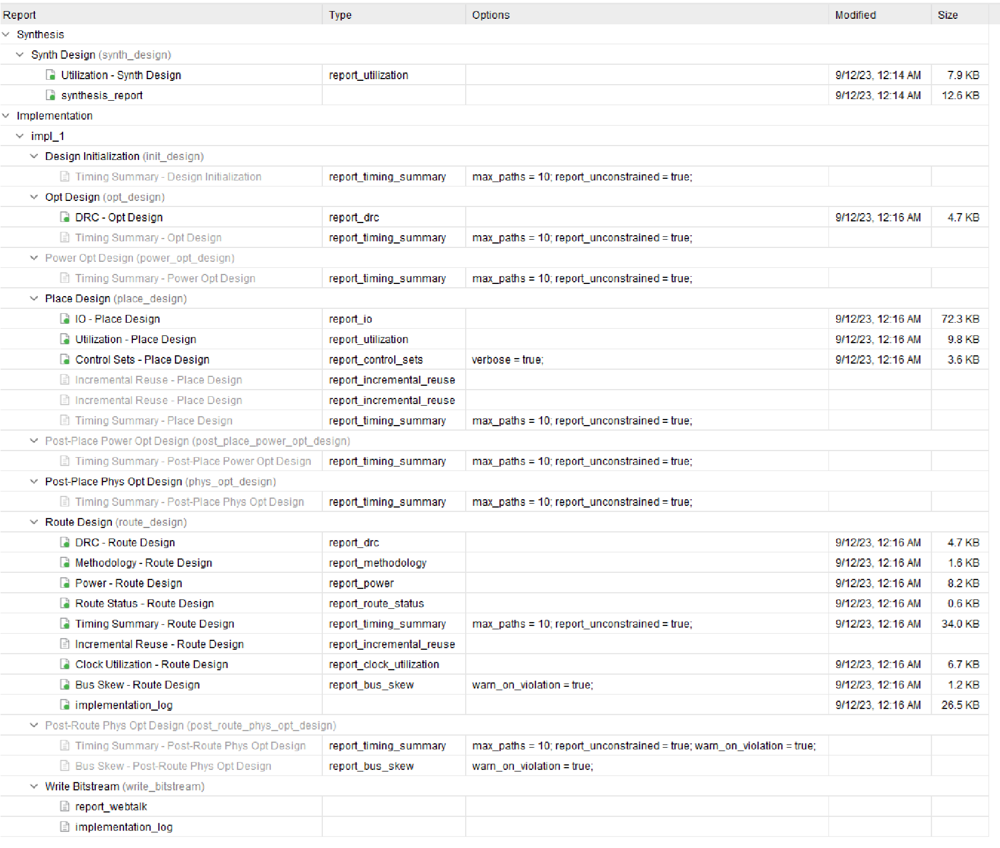 Report Type Options Modified Size
Synthesis
Synth Design (synth_design)
Utilization - Synth Design report_utilization 9/12/23, 12:14 AM 7.9 KB
synthesis_report 9/12/23, 12:14 AM 12.6 KB
Implementation
impl_1
Design Initialization (init_design)
Timing Summary - Design Initialization report_timing_summary max_paths = 10; report_unconstrained = true;
Opt Design (opt_design)
DRC - Opt Design report_drc 9/12/23, 12:16 AM 4.7 KB
Timing Summary - Opt Design report_timing_summary max_paths = 10; report_unconstrained = true;
Power Opt Design (power_opt_design)
Timing Summary - Power Opt Design report_timing_summary max_paths = 10; report_unconstrained = true;
Place Design (place_design)
IO - Place Design report_io 9/12/23, 12:16 AM 72.3 KB
Utilization - Place Design report_utilization 9/12/23, 12:16 AM 9.8 KB
Control Sets - Place Design report_control_sets verbose = true; 9/12/23, 12:16 AM 3.6 KB
Incremental Reuse - Place Design report_incremental_reuse
Incremental Reuse - Place Design report_incremental_reuse
Timing Summary - Place Design report_timing_summary max_paths = 10; report_unconstrained = true;
Post-Place Power Opt Design (post_place_power_opt_design)
Timing Summary - Post-Place Power Opt Design report_timing_summary max_paths = 10; report_unconstrained = true;
Post-Place Phys Opt Design (phys_opt_design)
Timing Summary - Post-Place Phys Opt Design report_timing_summary max_paths = 10; report_unconstrained = true;
Route Design (route_design)
DRC - Route Design report_drc 9/12/23, 12:16 AM 4.7 KB
Methodology - Route Design report_methodology 9/12/23, 12:16 AM 1.6 KB
Power - Route Design report_power 9/12/23, 12:16 AM 8.2 KB
Route Status - Route Design report_route_status 9/12/23, 12:16 AM 0.6 KB
Timing Summary - Route Design report_timing_summary max_paths = 10; report_unconstrained = true; 9/12/23, 12:16 AM 34.0 KB
Incremental Reuse - Route Design report_incremental_reuse
Clock Utilization - Route Design report_clock_utilization 9/12/23, 12:16 AM 6.7 KB
Bus Skew - Route Design report_bus_skew warn_on_violation = true; 9/12/23, 12:16 AM 1.2 KB
implementation_log 9/12/23, 12:16 AM 26.5 KB
Post-Route Phys Opt Design (post_route_phys_opt_design)
Timing Summary - Post-Route Phys Opt Design report_timing_summary max_paths = 10; report_unconstrained = true; warn_on_violation = true;
Bus Skew - Post-Route Phys Opt Design report_bus_skew warn_on_violation = true;
Write Bitstream (write_bitstream)
report_webtalk
implementation_log